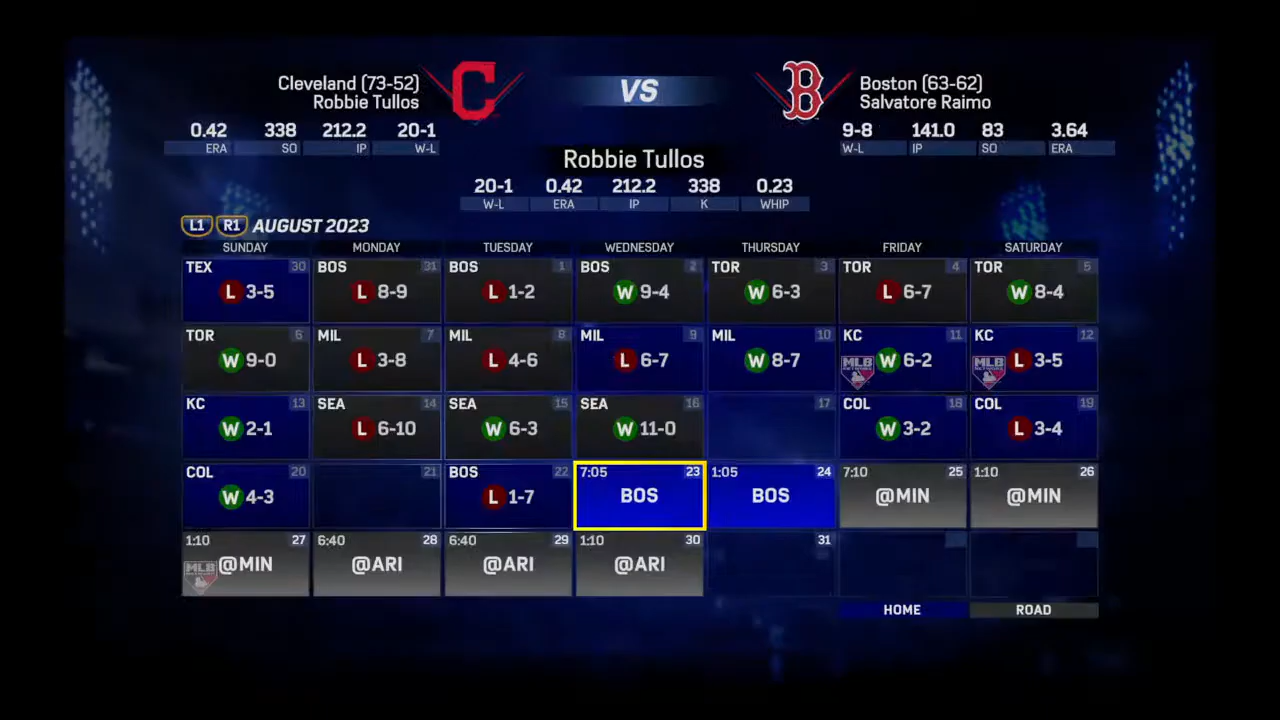 Cleveland (73-52) VS Boston (63-62)
Robbie Tullos Salvatore Raimo
0.42 338 212.2 20-1 9-8 141.0 83 3.64
ERA SO IP W-L W-L IP SO ERA
Robbie Tullos
20-1 0.42 212.2 338 0.23
W-L ERA IP K WHIP
L1 R1 AUGUST 2023
SUNDAY MONDAY TUESDAY WEDNESDAY THURSDAY FRIDAY SATURDAY
TEX 30 BOS 31 BOS 1 BOS 2 TOR 3 TOR 4 TOR 5
L 3-5 L 8-9 L 1-2 W 9-4 W 6-3 L 6-7 W 8-4
TOR 6 MIL 7 MIL 8 MIL 9 MIL 10 KC 11 KC 12
W 9-0 L 3-8 L 4-6 L 6-7 W 8-7 MLB NETWORK W 6-2 MLB NETWORK L 3-5
KC 13 SEA 14 SEA 15 SEA 16 17 COL 18 COL 19
W 2-1 L 6-10 W 6-3 W 11-0 W 3-2 L 3-4
COL 20 21 BOS 22 7:05 23 1:05 24 7:10 25 1:10 26
W 4-3 L 1-7 BOS BOS @MIN @MIN
1:10 27 6:40 28 6:40 29 1:10 30 31
MLB NETWORK @MIN @ARI @ARI @ARI
HOME ROAD